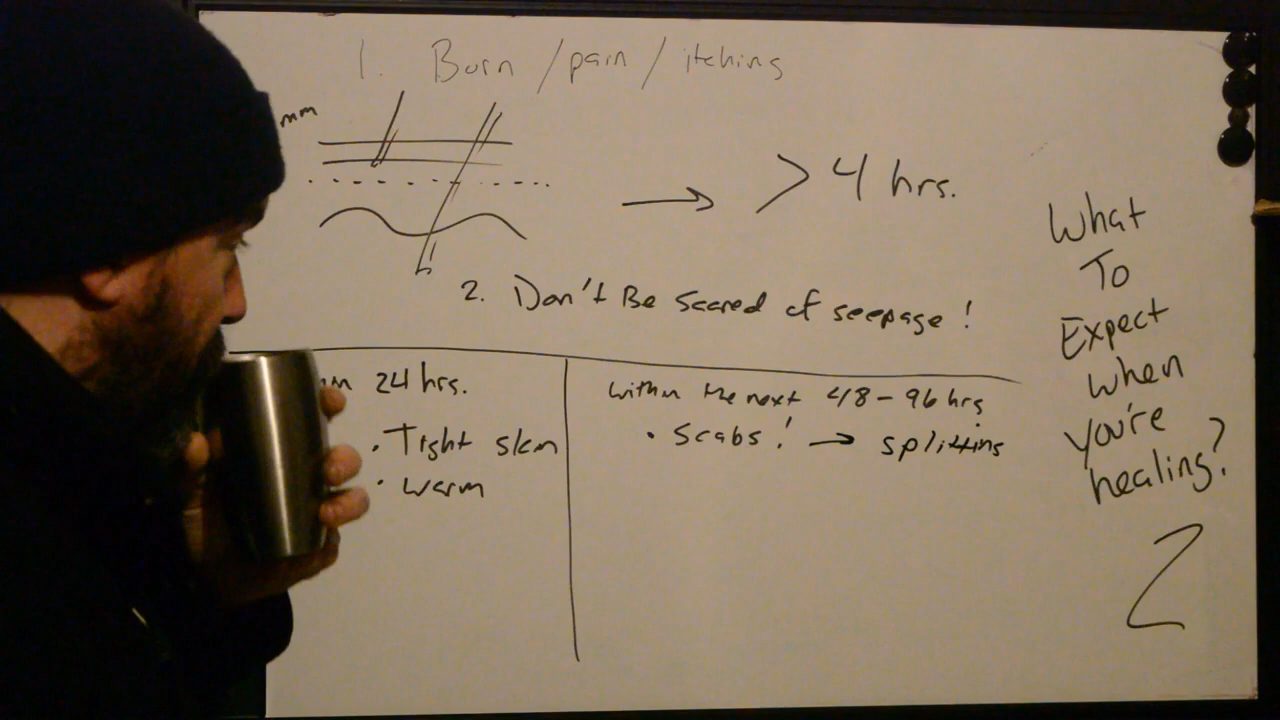 1. Burn / pain / itching
mm
→ > 4 hrs.
2. Don't Be Scared of seepage!
24 hrs.
• Tight skin
• warm
within the next 48 - 96 hrs
• Scabs! → splitting
What
To
Expect
when
you're
healing?
2